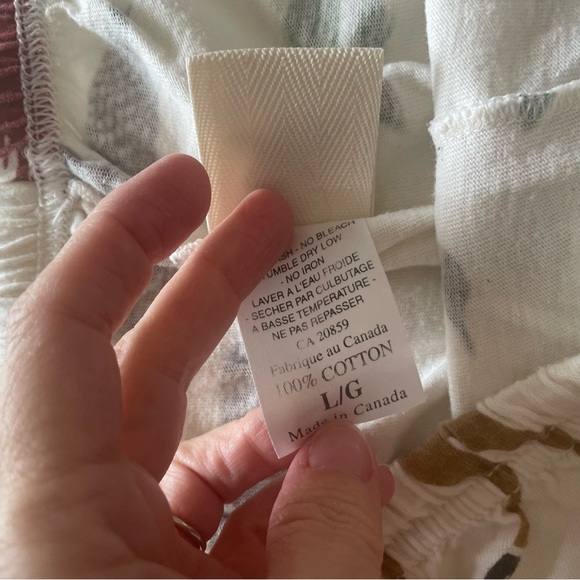 - NO BLEACH
TUMBLE DRY LOW
- NO IRON
LAVER A L'EAU FROIDE
- SECHER PAR CULBUTAGE
A BASSE TEMPERATURE -
NE PAS REPASSER
CA 20859
Fabrique au Canada
100% COTTON
L/G
Made in Canada